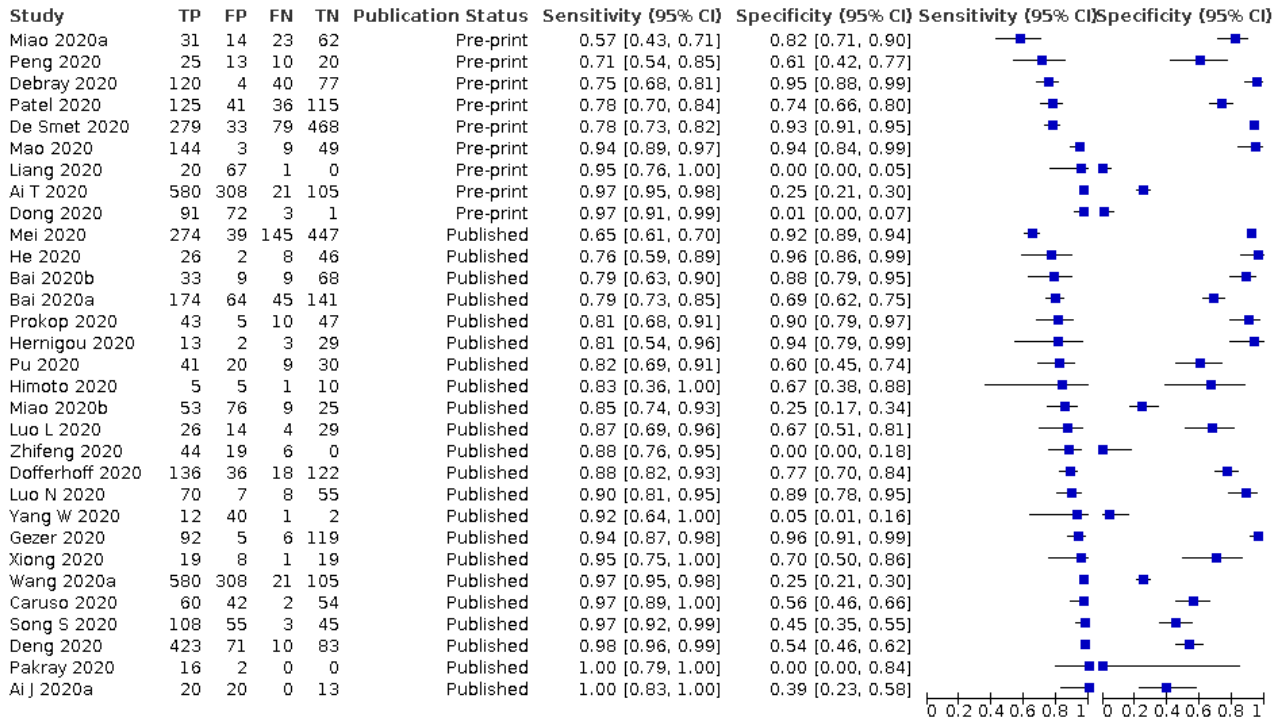 Study TP FP FN TN Publication Status Sensitivity (95% CI) Specificity (95% CI) Sensitivity (95% CI) Specificity (95% CI)
Miao 2020a 31 14 23 62 Pre-print 0.57 [0.43, 0.71] 0.82 [0.71, 0.90]
Peng 2020 25 13 10 20 Pre-print 0.71 [0.54, 0.85] 0.61 [0.42, 0.77]
Debray 2020 120 4 40 77 Pre-print 0.75 [0.68, 0.81] 0.95 [0.88, 0.99]
Patel 2020 125 41 36 115 Pre-print 0.78 [0.70, 0.84] 0.74 [0.66, 0.80]
De Smet 2020 279 33 79 468 Pre-print 0.78 [0.73, 0.82] 0.93 [0.91, 0.95]
Mao 2020 144 3 9 49 Pre-print 0.94 [0.89, 0.97] 0.94 [0.84, 0.99]
Liang 2020 20 67 1 0 Pre-print 0.95 [0.76, 1.00] 0.00 [0.00, 0.05]
Ai T 2020 580 308 21 105 Pre-print 0.97 [0.95, 0.98] 0.25 [0.21, 0.30]
Dong 2020 91 72 3 1 Pre-print 0.97 [0.91, 0.99] 0.01 [0.00, 0.07]
Mei 2020 274 39 145 447 Published 0.65 [0.61, 0.70] 0.92 [0.89, 0.94]
He 2020 26 2 8 46 Published 0.76 [0.59, 0.89] 0.96 [0.86, 0.99]
Bai 2020b 33 9 9 68 Published 0.79 [0.63, 0.90] 0.88 [0.79, 0.95]
Bai 2020a 174 64 45 141 Published 0.79 [0.73, 0.85] 0.69 [0.62, 0.75]
Prokop 2020 43 5 10 47 Published 0.81 [0.68, 0.91] 0.90 [0.79, 0.97]
Hernigou 2020 13 2 3 29 Published 0.81 [0.54, 0.96] 0.94 [0.79, 0.99]
Pu 2020 41 20 9 30 Published 0.82 [0.69, 0.91] 0.60 [0.45, 0.74]
Himoto 2020 5 5 1 10 Published 0.83 [0.36, 1.00] 0.67 [0.38, 0.88]
Miao 2020b 53 76 9 25 Published 0.85 [0.74, 0.93] 0.25 [0.17, 0.34]
Luo L 2020 26 14 4 29 Published 0.87 [0.69, 0.96] 0.67 [0.51, 0.81]
Zhifeng 2020 44 19 6 0 Published 0.88 [0.76, 0.95] 0.00 [0.00, 0.18]
Dofferhoff 2020 136 36 18 122 Published 0.88 [0.82, 0.93] 0.77 [0.70, 0.84]
Luo N 2020 70 7 8 55 Published 0.90 [0.81, 0.95] 0.89 [0.78, 0.95]
Yang W 2020 12 40 1 2 Published 0.92 [0.64, 1.00] 0.05 [0.01, 0.16]
Gezer 2020 92 5 6 119 Published 0.94 [0.87, 0.98] 0.96 [0.91, 0.99]
Xiong 2020 19 8 1 19 Published 0.95 [0.75, 1.00] 0.70 [0.50, 0.86]
Wang 2020a 580 308 21 105 Published 0.97 [0.95, 0.98] 0.25 [0.21, 0.30]
Caruso 2020 60 42 2 54 Published 0.97 [0.89, 1.00] 0.56 [0.46, 0.66]
Song S 2020 108 55 3 45 Published 0.97 [0.92, 0.99] 0.45 [0.35, 0.55]
Deng 2020 423 71 10 83 Published 0.98 [0.96, 0.99] 0.54 [0.46, 0.62]
Pakray 2020 16 2 0 0 Published 1.00 [0.79, 1.00] 0.00 [0.00, 0.84]
Ai J 2020a 20 20 0 13 Published 1.00 [0.83, 1.00] 0.39 [0.23, 0.58]
0 0.2 0.4 0.6 0.8 1 0 0.2 0.4 0.6 0.8 1